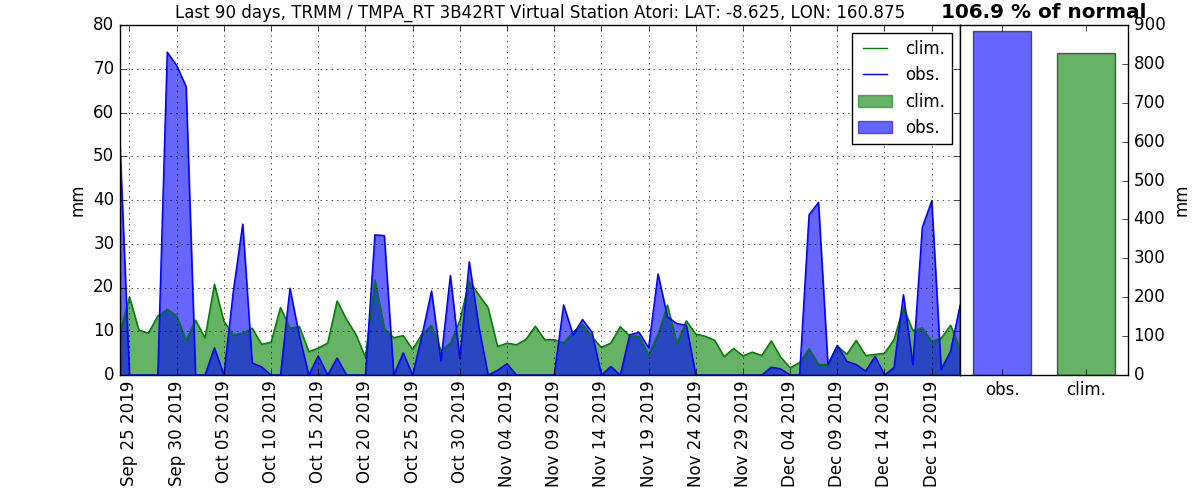 Last 90 days, TRMM / TMPA_RT 3B42RT Virtual Station Atori: LAT: -8.625, LON: 160.875
106.9 % of normal
80
70
60
50
40
30
20
10
0
mm
clim.
obs.
clim.
obs.
900
800
700
600
500
400
300
200
100
0
mm
Sep 25 2019
Sep 30 2019
Oct 05 2019
Oct 10 2019
Oct 15 2019
Oct 20 2019
Oct 25 2019
Oct 30 2019
Nov 04 2019
Nov 09 2019
Nov 14 2019
Nov 19 2019
Nov 24 2019
Nov 29 2019
Dec 04 2019
Dec 09 2019
Dec 14 2019
Dec 19 2019
obs.
clim.